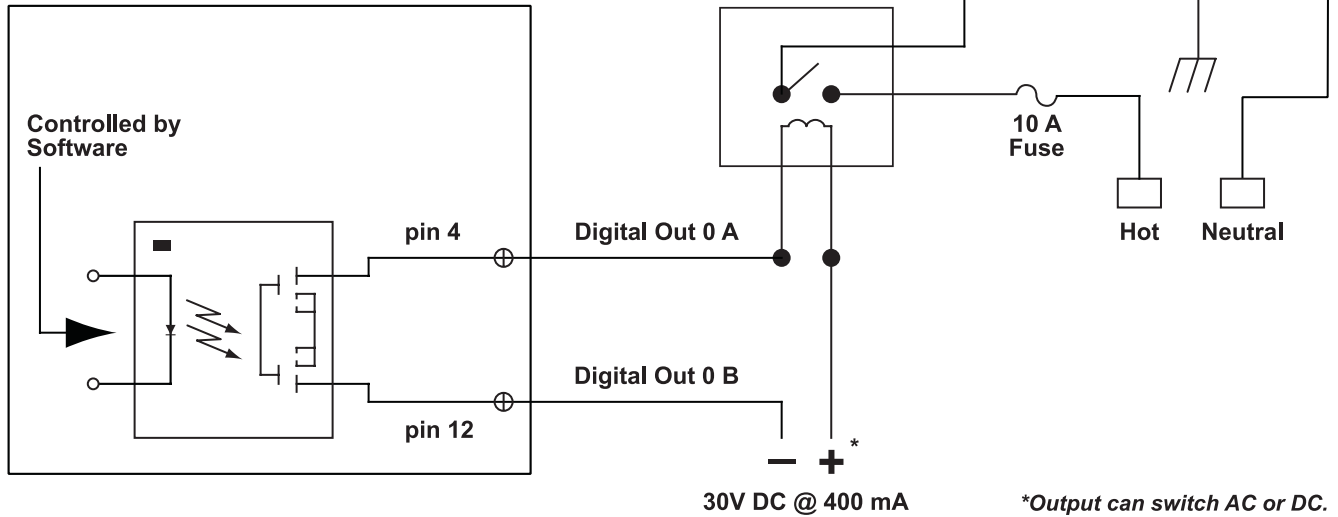 Controlled by
Software
pin 4
Digital Out 0 A
10 A
Fuse
Hot
Neutral
Digital Out 0 B
pin 12
*
30V DC @ 400 mA
*Output can switch AC or DC.